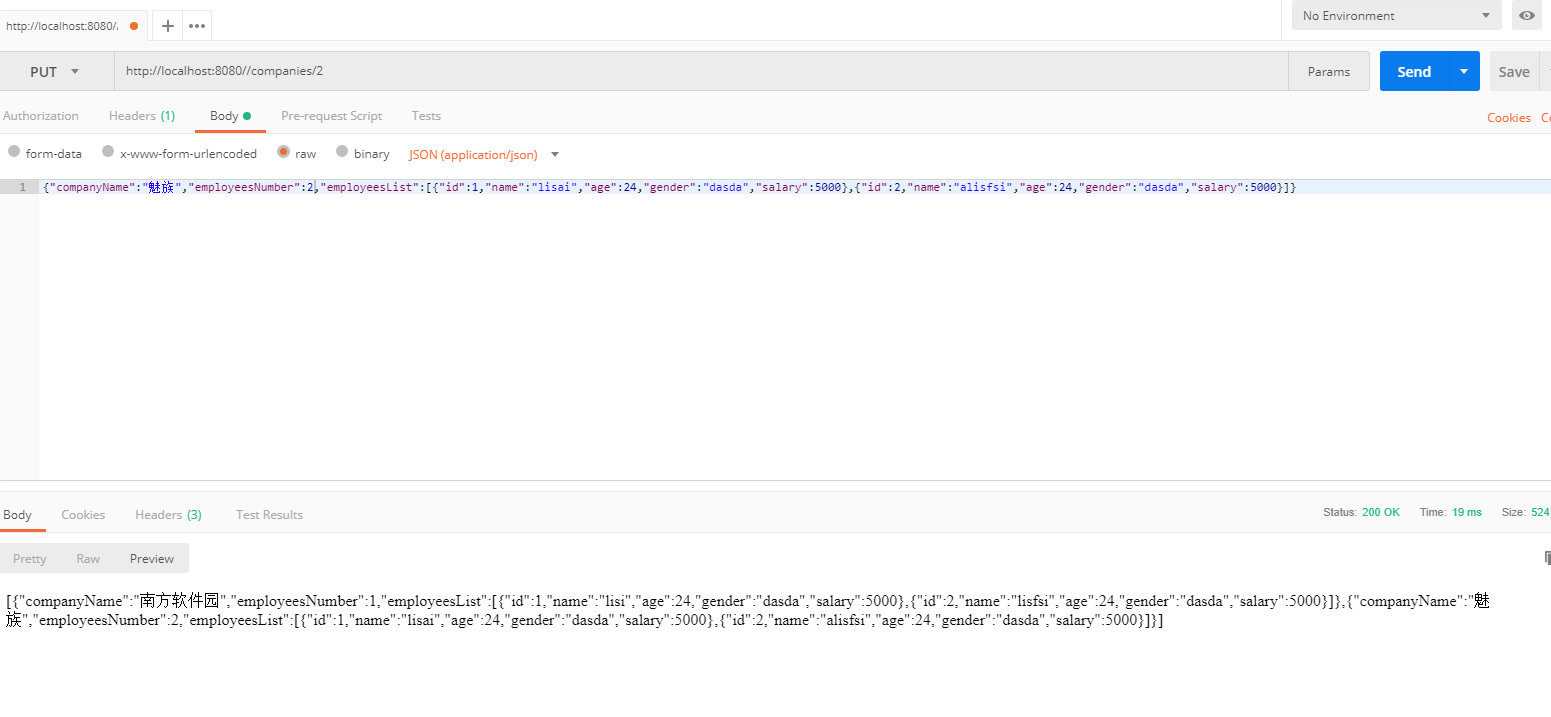 http://localhost:8080/
No Environment
PUT
http://localhost:8080//companies/2
Params
Send
Save
Authorization
Headers (1)
Body
Pre-request Script
Tests
Cookies
form-data
x-www-form-urlencoded
raw
binary
JSON (application/json)
1
{"companyName":"魅族","employeesNumber":2,"employeesList":[{"id":1,"name":"lisai","age":24,"gender":"dasda","salary":5000},{"id":2,"name":"alisfsi","age":24,"gender":"dasda","salary":5000}]}
Body
Cookies
Headers (3)
Test Results
Status: 200 OK
Time: 19 ms
Size: 524
Pretty
Raw
Preview
[{"companyName":"南方软件园","employeesNumber":1,"employeesList":[{"id":1,"name":"lisi","age":24,"gender":"dasda","salary":5000},{"id":2,"name":"lisfsi","age":24,"gender":"dasda","salary":5000}]},{"companyName":"魅
族","employeesNumber":2,"employeesList":[{"id":1,"name":"lisai","age":24,"gender":"dasda","salary":5000},{"id":2,"name":"alisfsi","age":24,"gender":"dasda","salary":5000}]}]